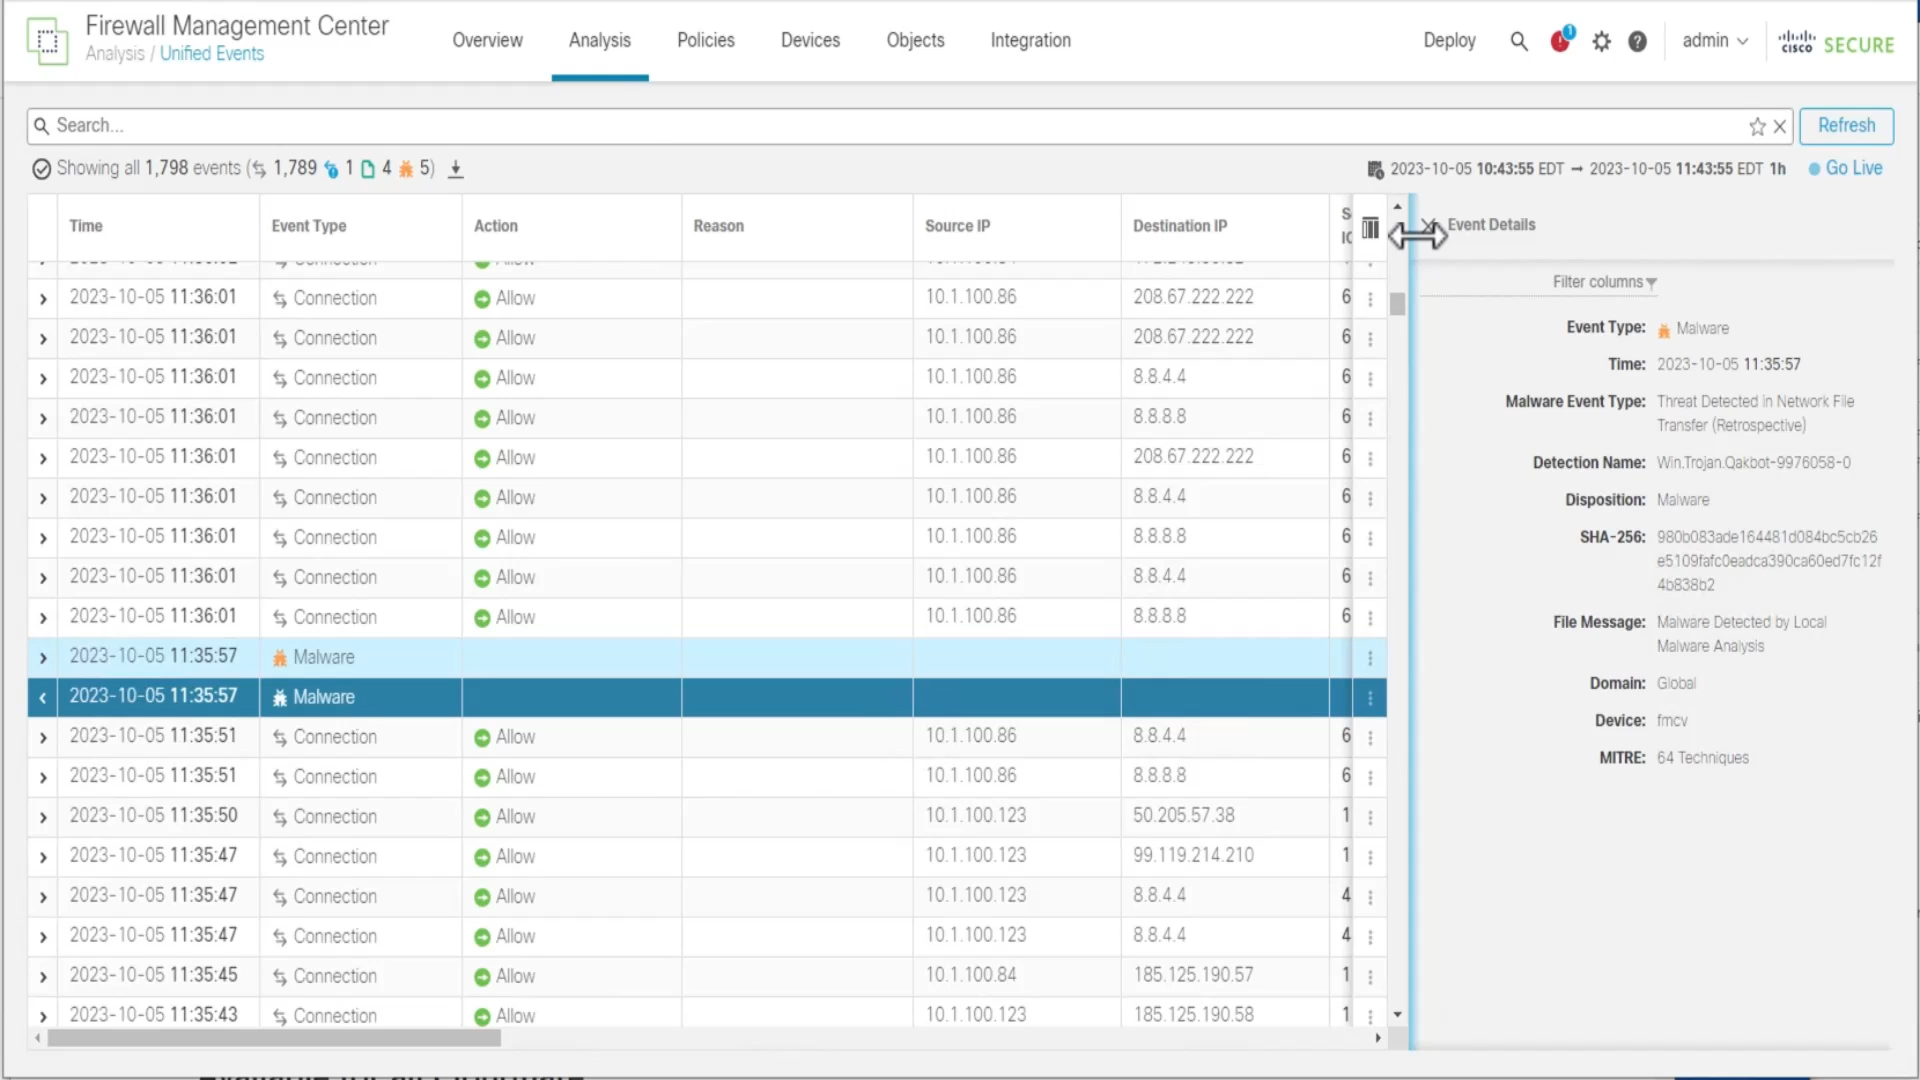 Firewall Management Center
Analysis / Unified Events
Overview Analysis Policies Devices Objects Integration
Deploy 1 admin cisco SECURE
Search... Refresh
Showing all 1,798 events ( 1,789 1 4 5)
2023-10-05 10:43:55 EDT → 2023-10-05 11:43:55 EDT 1h Go Live
Time Event Type Action Reason Source IP Destination IP
2023-10-05 11:36:01 Connection Allow 10.1.100.86 208.67.222.222 6
2023-10-05 11:36:01 Connection Allow 10.1.100.86 208.67.222.222 6
2023-10-05 11:36:01 Connection Allow 10.1.100.86 8.8.4.4 6
2023-10-05 11:36:01 Connection Allow 10.1.100.86 8.8.8.8 6
2023-10-05 11:36:01 Connection Allow 10.1.100.86 208.67.222.222 6
2023-10-05 11:36:01 Connection Allow 10.1.100.86 8.8.4.4 6
2023-10-05 11:36:01 Connection Allow 10.1.100.86 8.8.8.8 6
2023-10-05 11:36:01 Connection Allow 10.1.100.86 8.8.4.4 6
2023-10-05 11:36:01 Connection Allow 10.1.100.86 8.8.8.8 6
2023-10-05 11:35:57 Malware
2023-10-05 11:35:57 Malware
2023-10-05 11:35:51 Connection Allow 10.1.100.86 8.8.4.4 6
2023-10-05 11:35:51 Connection Allow 10.1.100.86 8.8.8.8 6
2023-10-05 11:35:50 Connection Allow 10.1.100.123 50.205.57.38 1
2023-10-05 11:35:47 Connection Allow 10.1.100.123 99.119.214.210 1
2023-10-05 11:35:47 Connection Allow 10.1.100.123 8.8.4.4 4
2023-10-05 11:35:47 Connection Allow 10.1.100.123 8.8.4.4 4
2023-10-05 11:35:45 Connection Allow 10.1.100.84 185.125.190.57 1
2023-10-05 11:35:43 Connection Allow 10.1.100.123 185.125.190.58 1
Event Details
Filter columns
Event Type: Malware
Time: 2023-10-05 11:35:57
Malware Event Type: Threat Detected in Network File
Transfer (Retrospective)
Detection Name: Win.Trojan.Qakbot-9976058-0
Disposition: Malware
SHA-256: 980b083ade164481d084bc5cb26
e5109fafc0eadca390ca60ed7fc12f
4b838b2
File Message: Malware Detected by Local
Malware Analysis
Domain: Global
Device: fmcv
MITRE: 64 Techniques